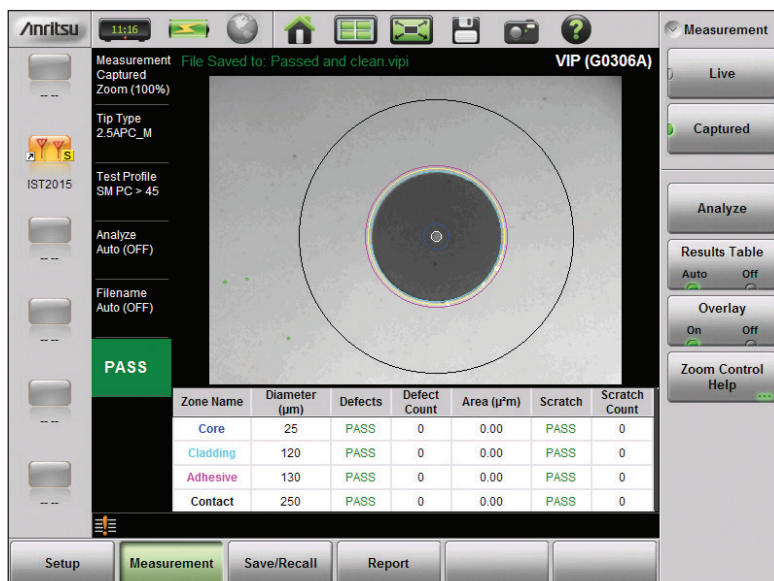 Anritsu
11:16
?
Measurement
Measurement
Captured
Zoom (100%)
File Saved to: Passed and clean.vipi
VIP (G0306A)
Live
-- --
Tip Type
2.5APC_M
Captured
S
IST2015
Test Profile
SM PC > 45
Analyze
Analyze
Auto (OFF)
Results Table
Auto Off
-- --
Filename
Auto (OFF)
Overlay
On Off
-- --
PASS
Zoom Control
Help
Zone Name Diameter (µm) Defects Defect Count Area (µ²m) Scratch Scratch Count
Core 25 PASS 0 0.00 PASS 0
Cladding 120 PASS 0 0.00 PASS 0
-- --
Adhesive 130 PASS 0 0.00 PASS 0
Contact 250 PASS 0 0.00 PASS 0
-- --
Setup Measurement Save/Recall Report